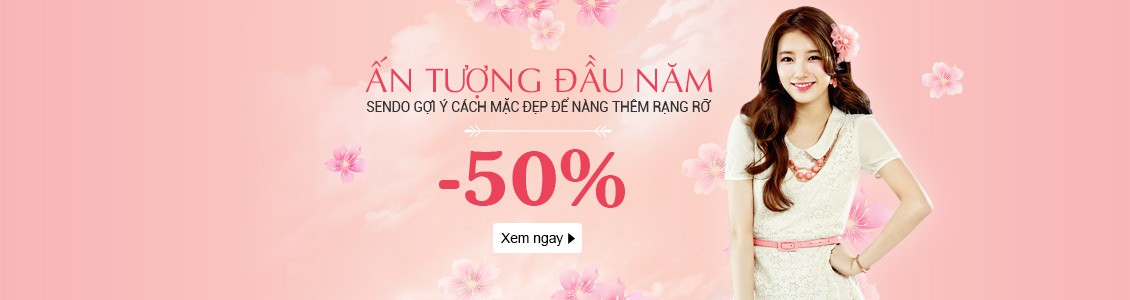 ẤN TƯỢNG ĐẦU NĂM
SENDO GỢI Ý CÁCH MẶC ĐẸP ĐỂ NÀNG THÊM RẠNG RỠ
-50%
Xem ngay